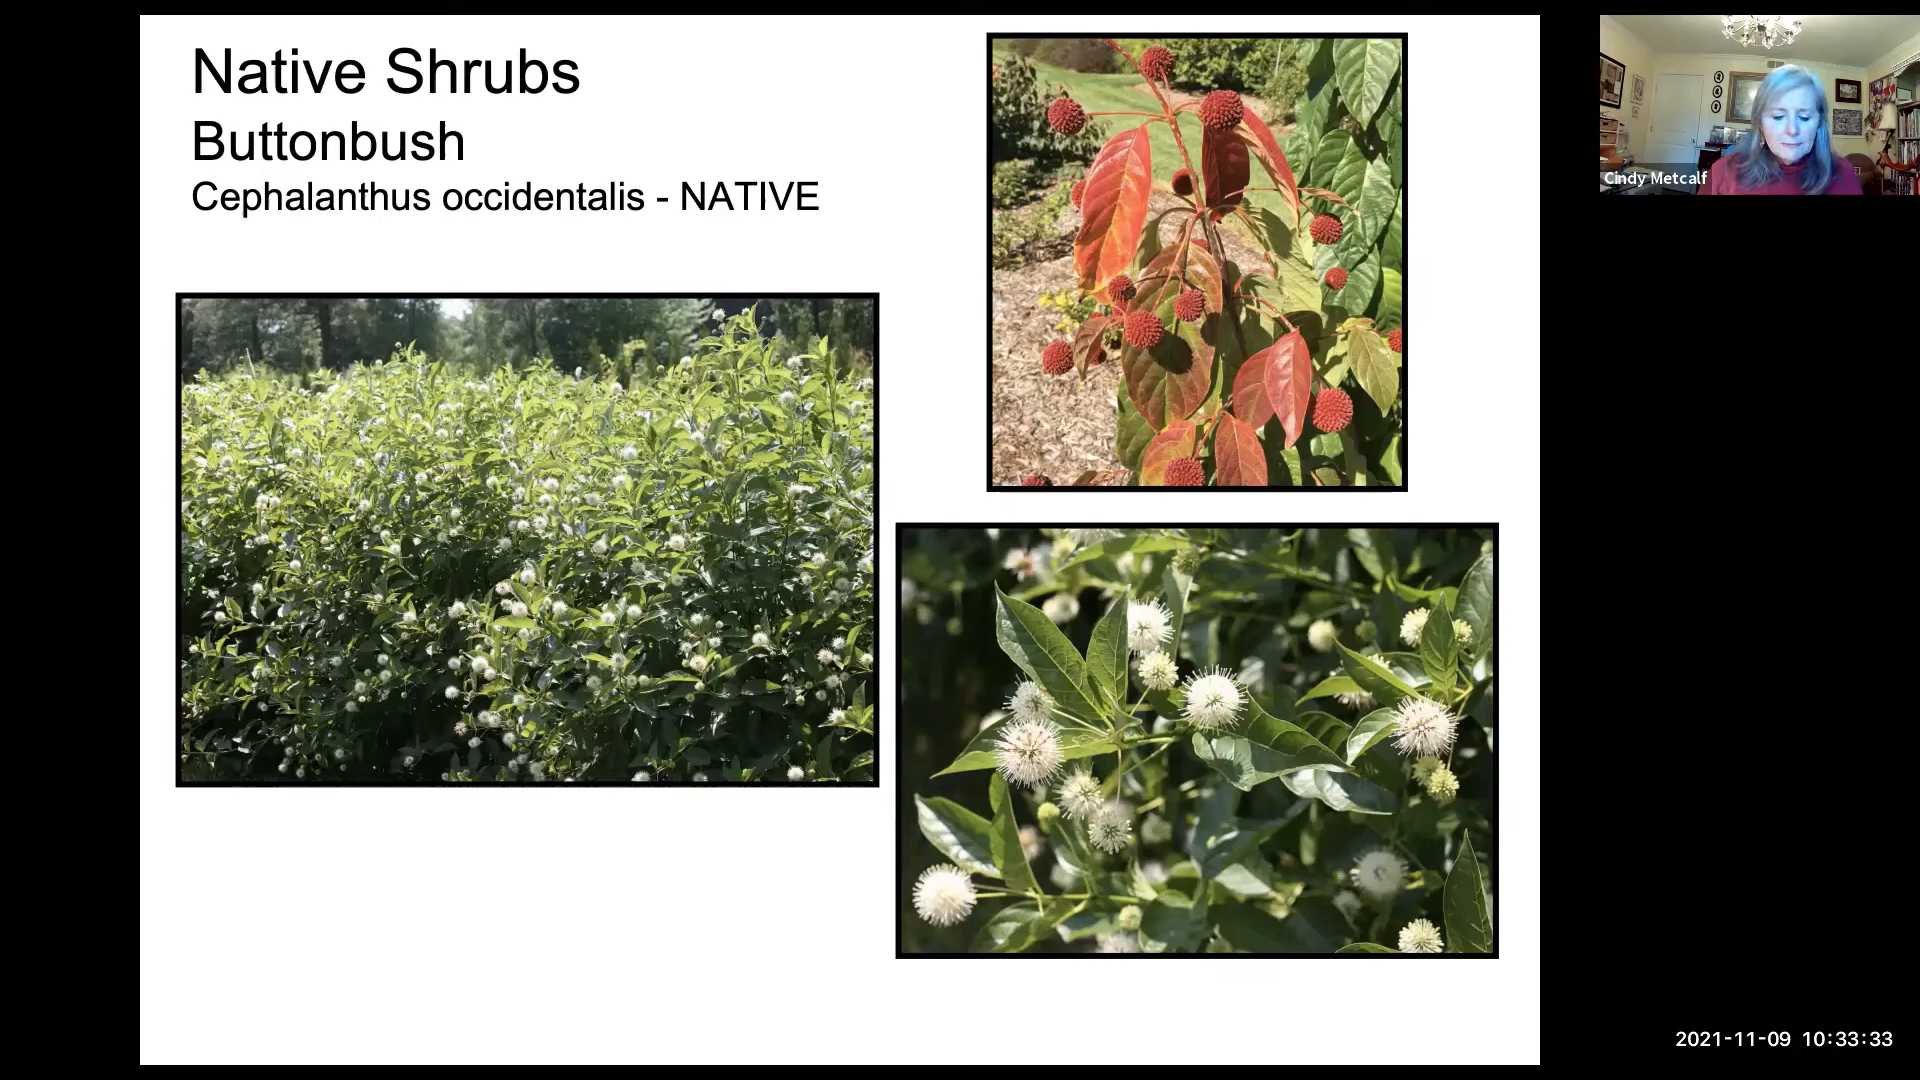 Native Shrubs
Buttonbush
Cephalanthus occidentalis - NATIVE
Cindy Metcalf
2021-11-09 10:33:33